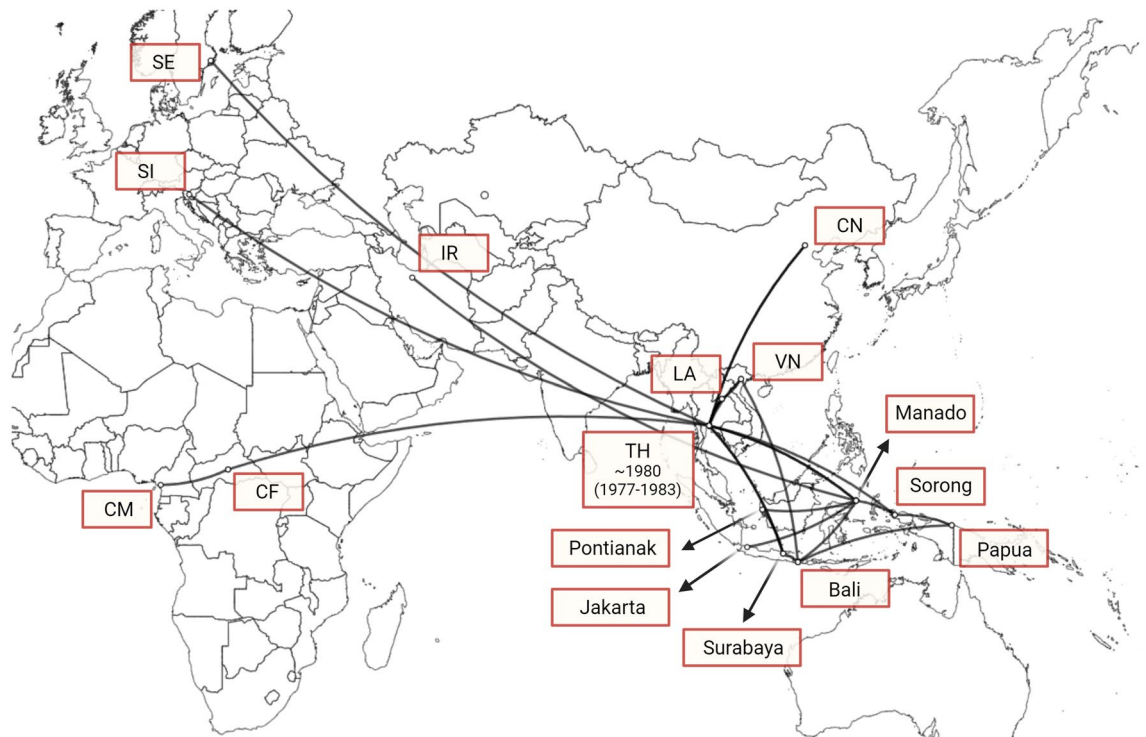 SE
SI
IR
CN
VN
LA
Manado
TH
~1980
(1977-1983)
Sorong
CF
CM
Pontianak
Papua
Bali
Jakarta
Surabaya